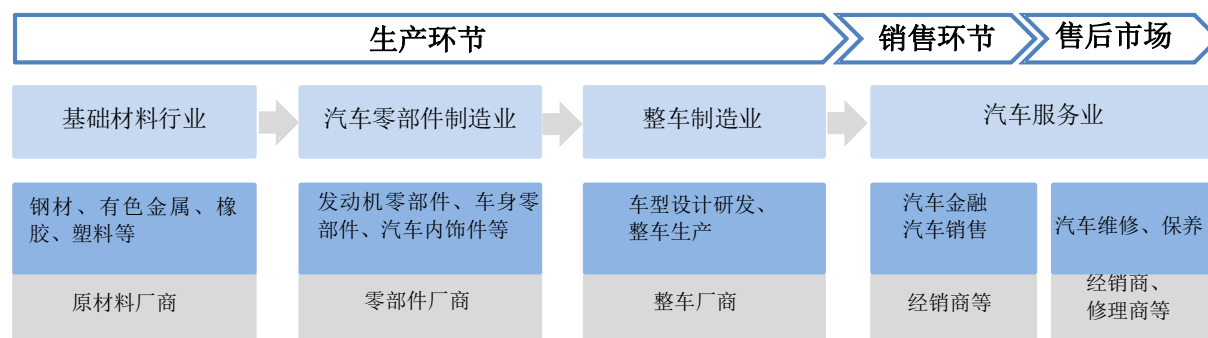 生产环节
销售环节
售后市场
基础材料行业
汽车零部件制造业
整车制造业
汽车服务业
钢材、有色金属、橡
胶、塑料等
发动机零部件、车身零
部件、汽车内饰件等
车型设计研发、
整车生产
汽车金融
汽车销售
汽车维修、保养
原材料厂商
零部件厂商
整车厂商
经销商等
经销商、
修理商等